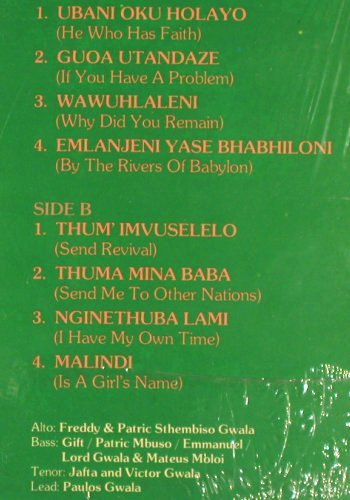 1. UBANI OKU HOLAYO
(He Who Has Faith)
2. GUOA UTANDAZE
(If You Have A Problem)
3. WAWUHLALENI
(Why Did You Remain)
4. EMLANJENI YASE BHABHILONI
(By The Rivers Of Babylon)
SIDE B
1. THUM' IMVUSELELO
(Send Revival)
2. THUMA MINA BABA
(Send Me To Other Nations)
3. NGINETHUBA LAMI
(I Have My Own Time)
4. MALINDI
(Is A Girl's Name)
Alto: Freddy & Patric Sthembiso Gwala
Bass: Gift / Patric Mbuso / Emmanuel /
Lord Gwala & Mateus Mbloi
Tenor: Jafta and Victor Gwala
Lead: Paulos Gwala